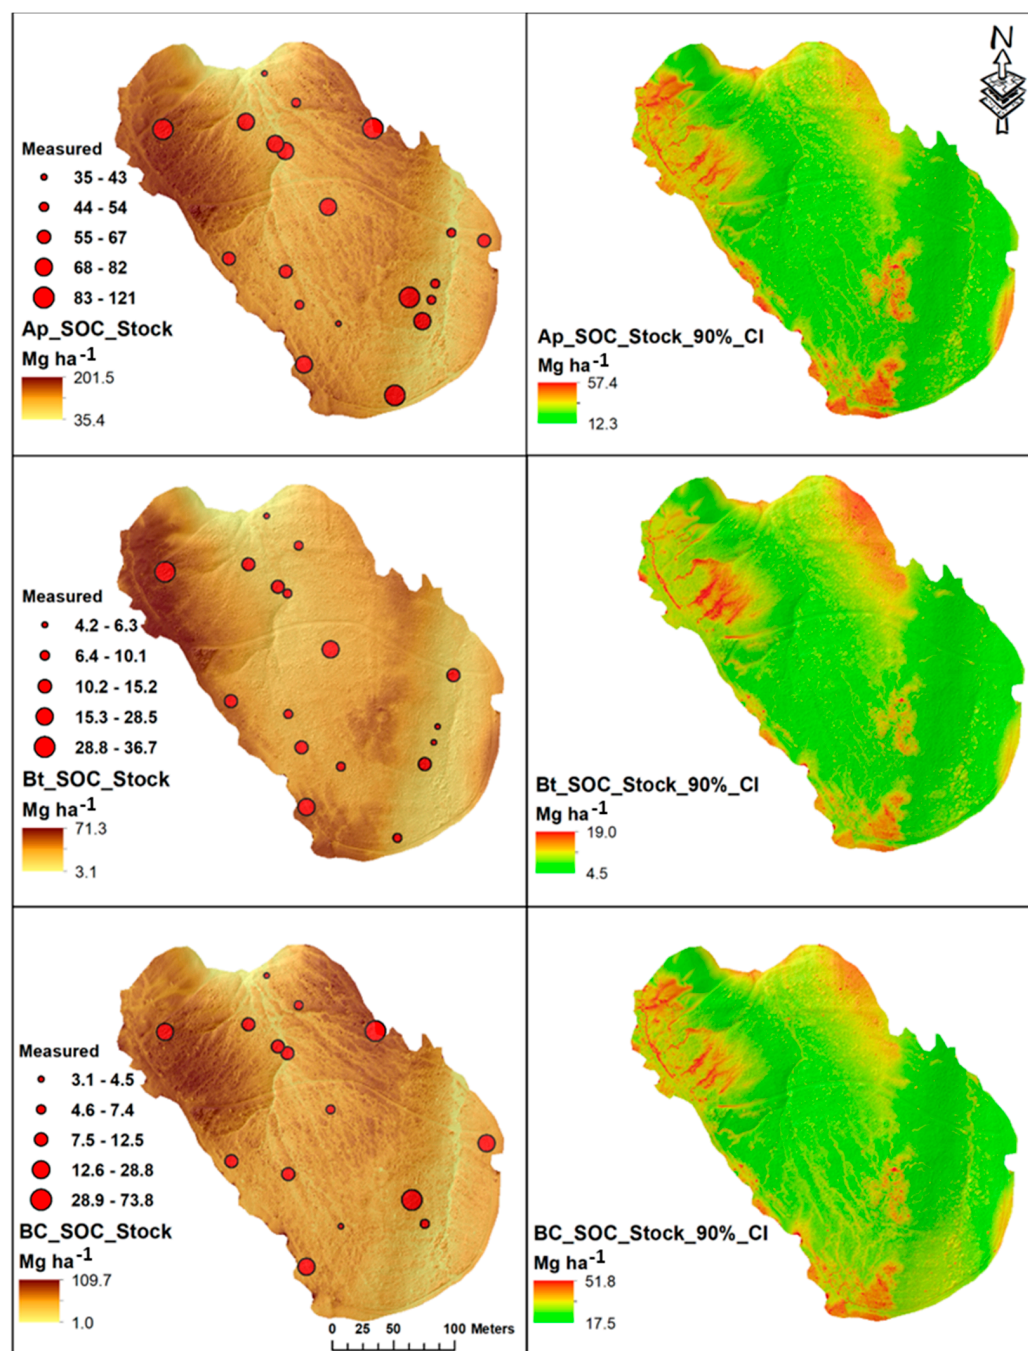 N
Measured
35 - 43
44 - 54
55 - 67
68 - 82
83 - 121
Ap_SOC_Stock
Mg ha-1
201.5
35.4
Ap_SOC_Stock_90%_CI
Mg ha-1
57.4
12.3
Measured
4.2 - 6.3
6.4 - 10.1
10.2 - 15.2
15.3 - 28.5
28.8 - 36.7
Bt_SOC_Stock
Mg ha-1
71.3
3.1
Bt_SOC_Stock_90%_CI
Mg ha-1
19.0
4.5
Measured
3.1 - 4.5
4.6 - 7.4
7.5 - 12.5
12.6 - 28.8
28.9 - 73.8
BC_SOC_Stock
Mg ha-1
109.7
1.0
0 25 50 100 Meters
BC_SOC_Stock_90%_CI
Mg ha-1
51.8
17.5